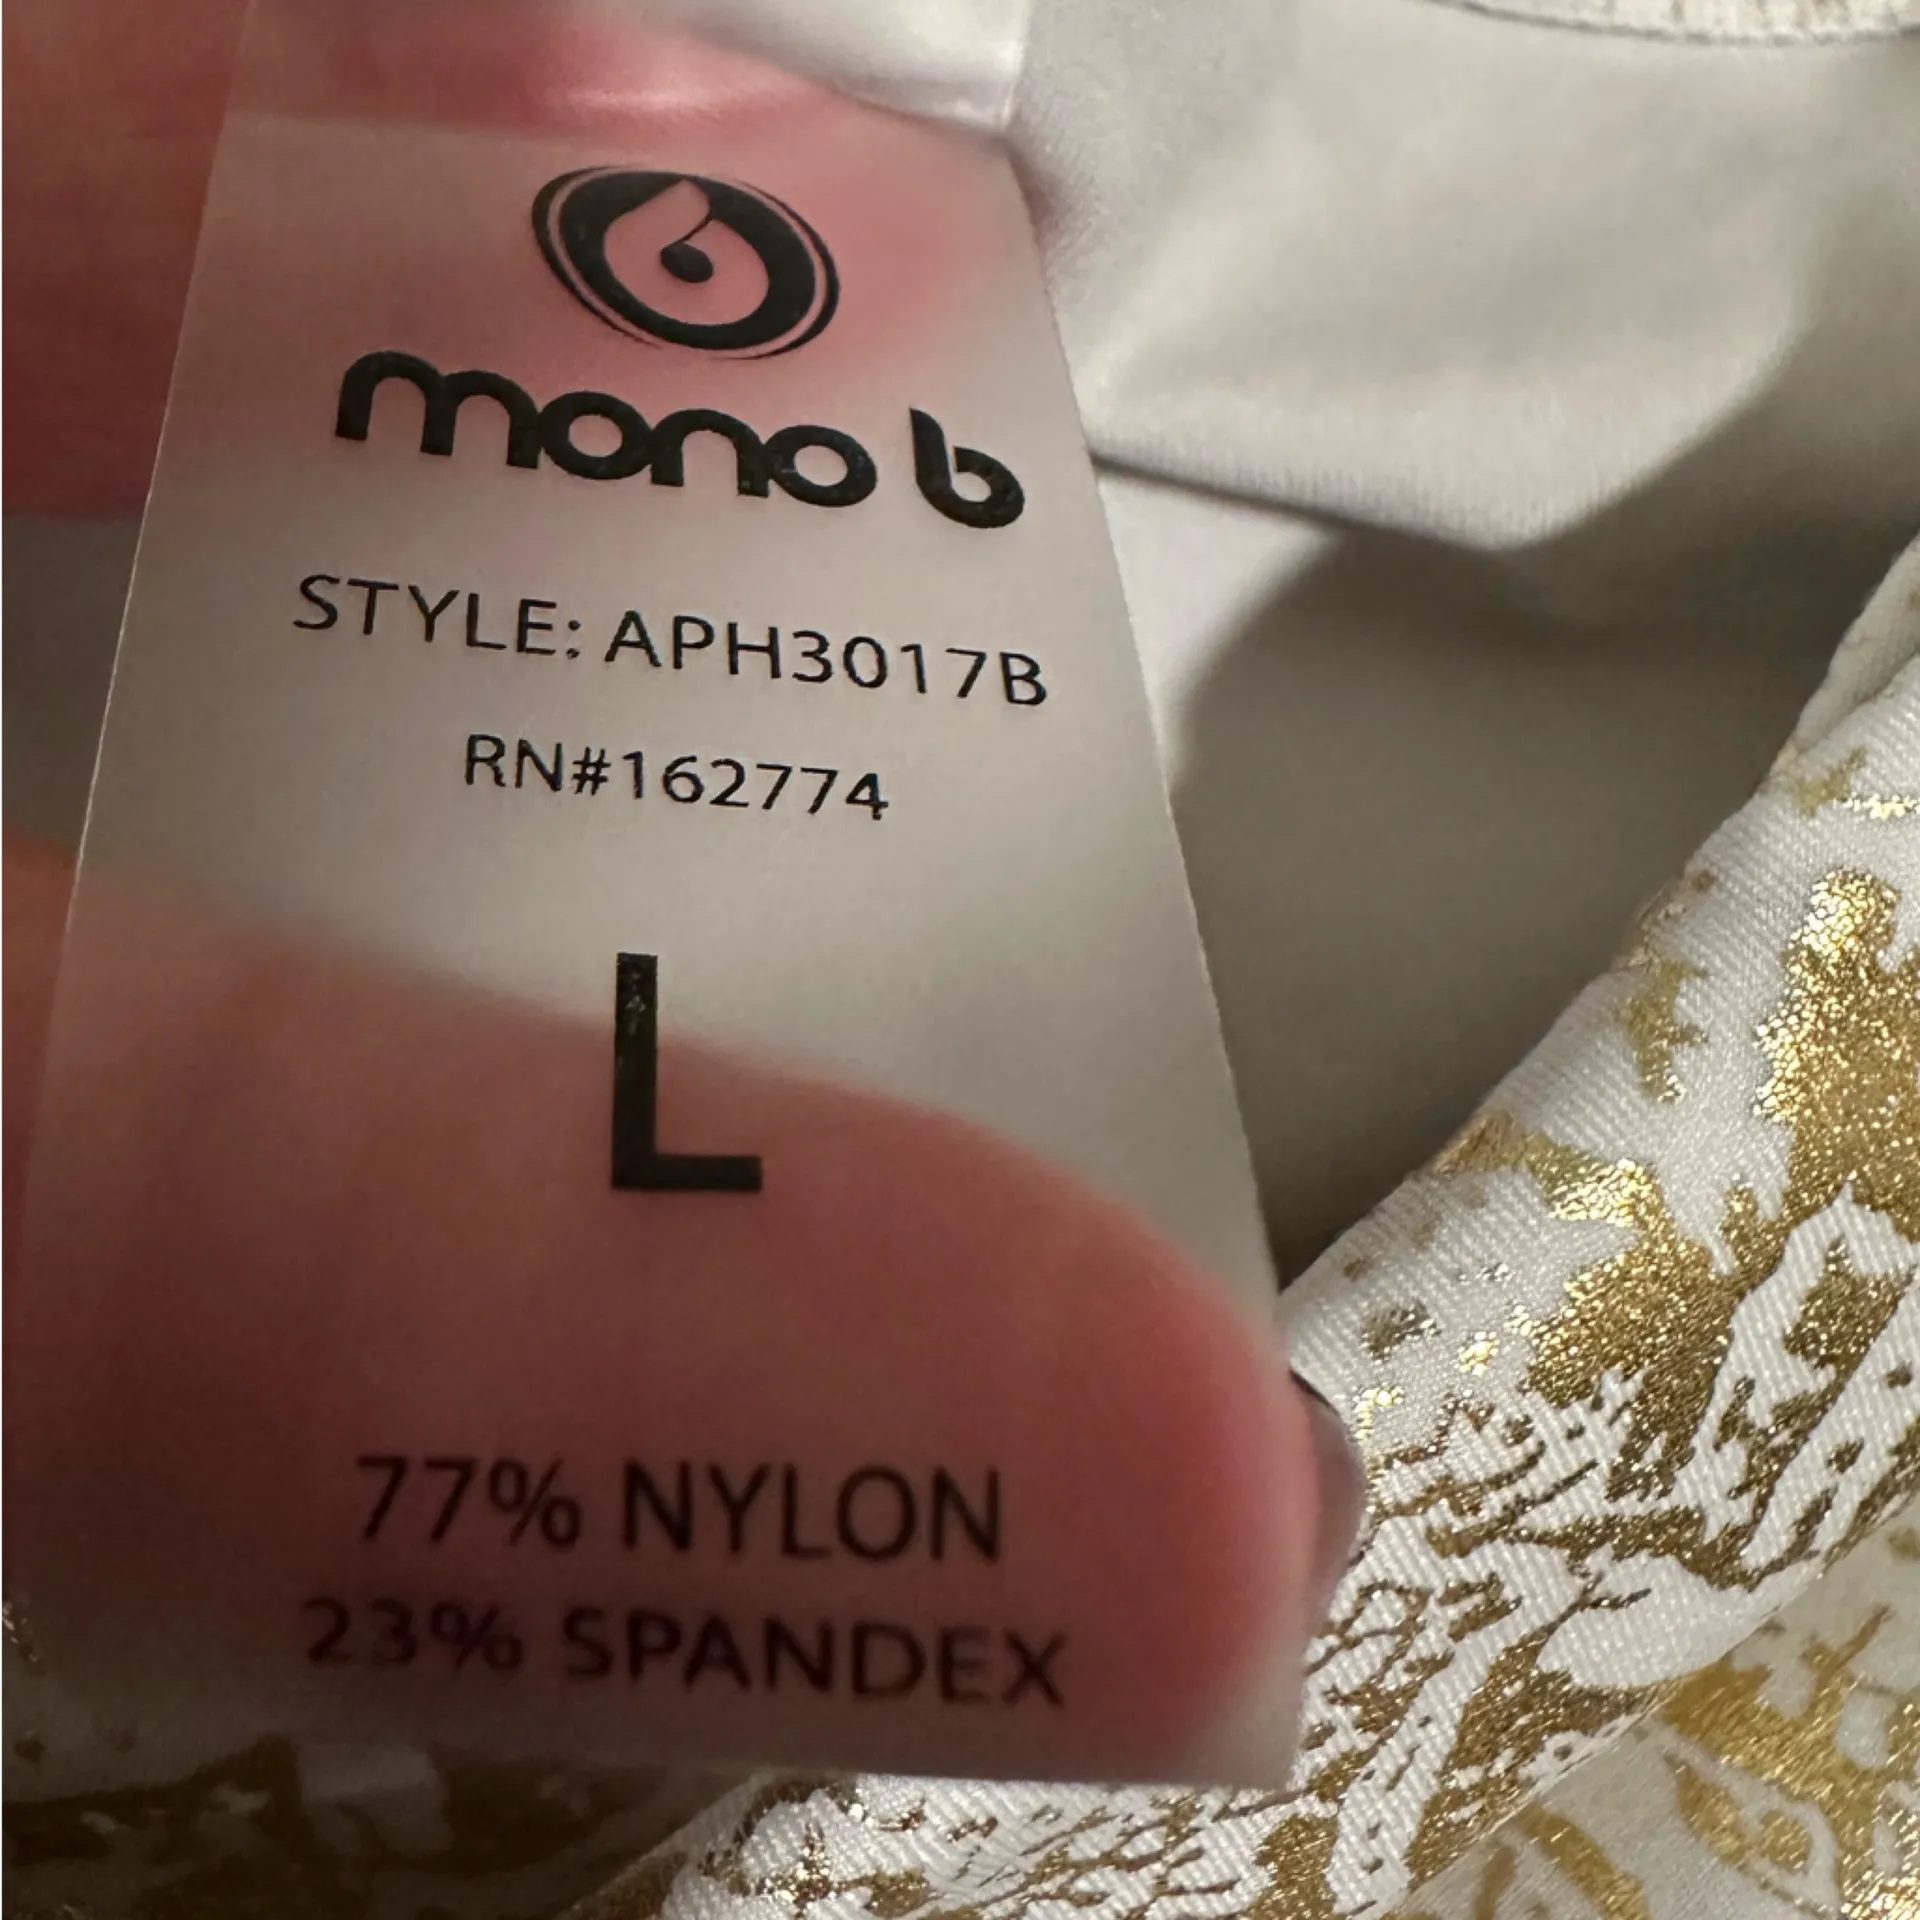 mono b
STYLE: APH3017B
RN#162774
L
77% NYLON
23% SPANDEX